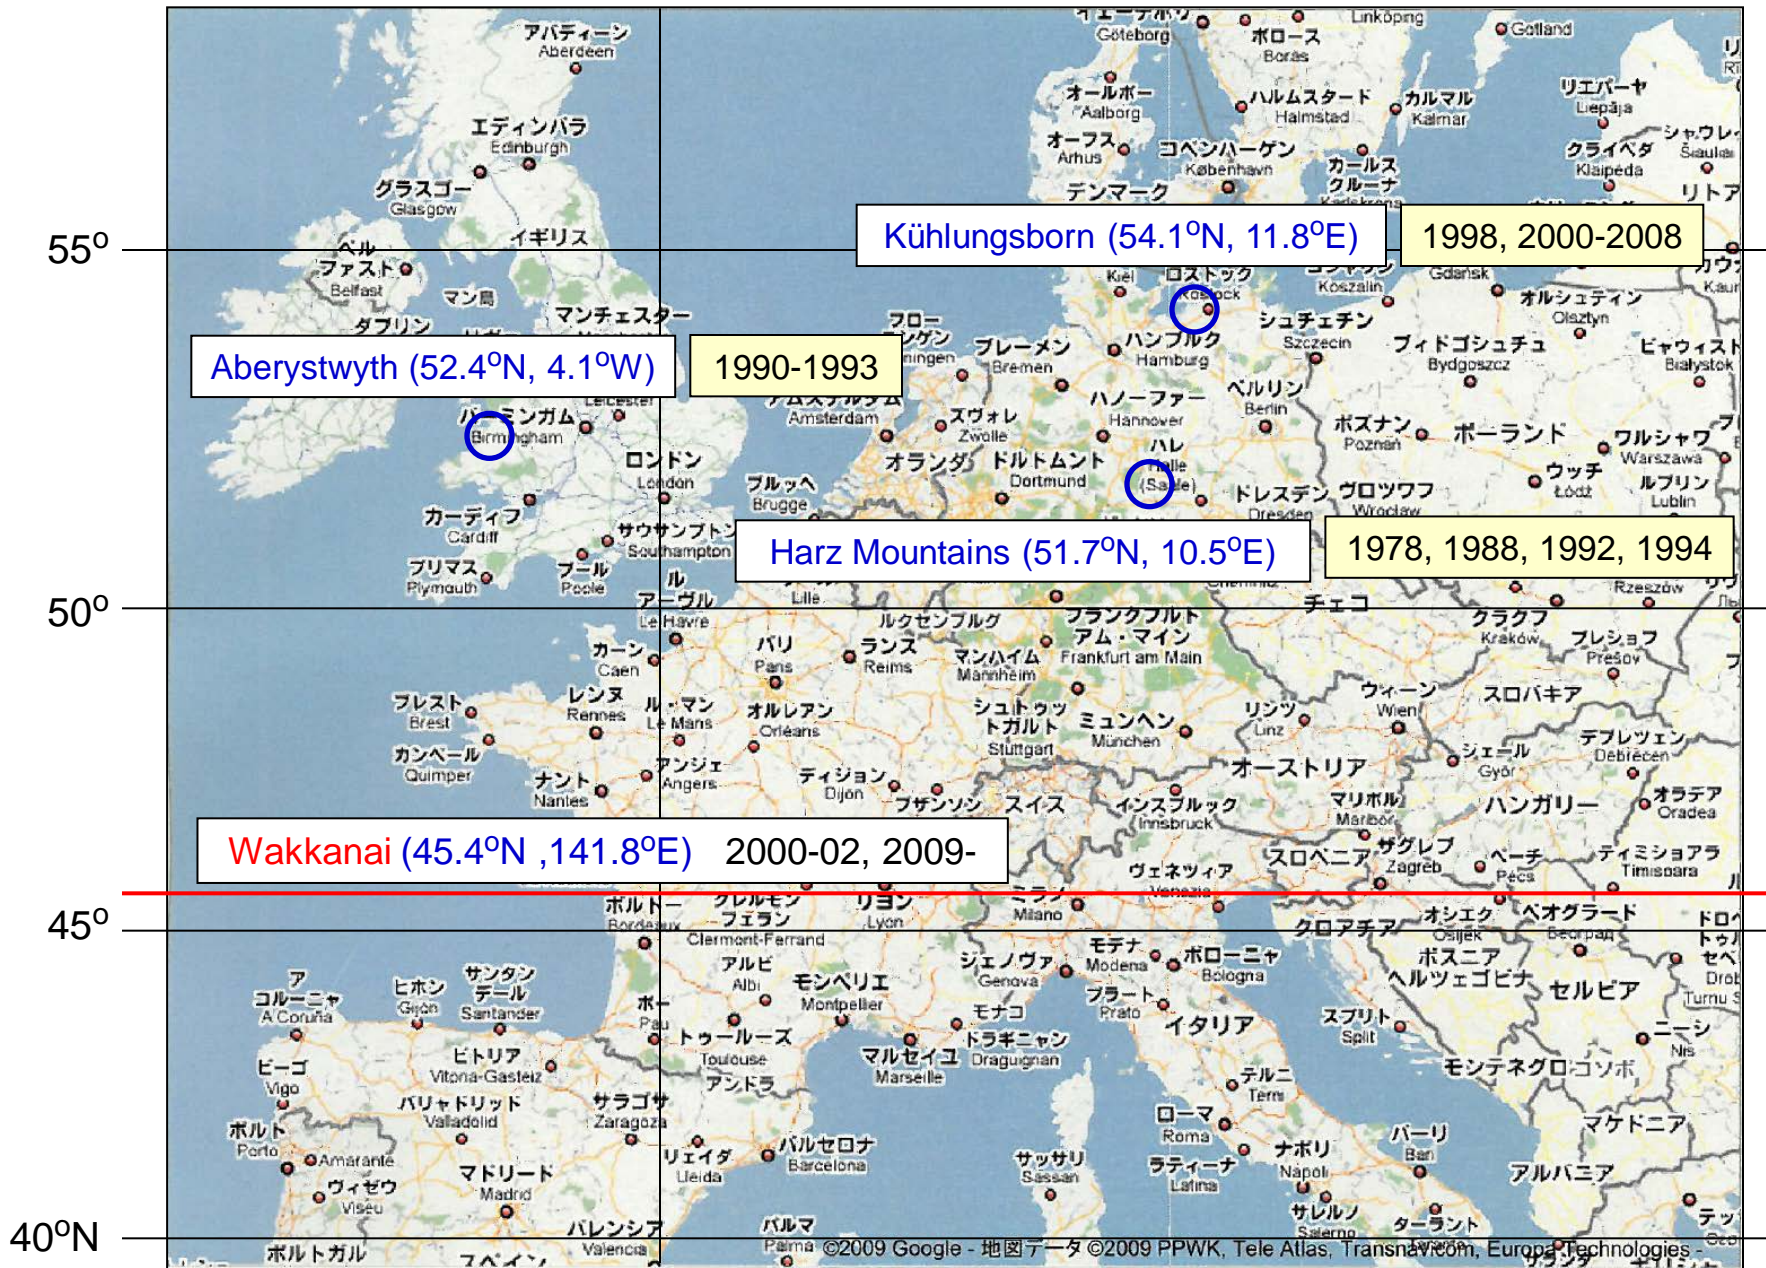 アバディーン
Aberdeen
Göteborg
ボロース
Borås
Linköping
Gotland
オールボー
Aalborg
ハルムスタード
Halmstad
カルマル
Kalmar
リエパーヤ
Liepāja
エディンバラ
Edinburgh
オーフス
Århus
コペンハーゲン
København
カールス
クルーナ
クライペダ
Klaipėda
グラスゴー
Glasgow
デンマーク
リトア
55°
ベル
ファスト
Belfast
イギリス
Kühlungsborn (54.1°N, 11.8°E)
1998, 2000-2008
マン島
Kiel
ロストック
Rostock
Koszalin
Gdańsk
オルシュティン
Olsztyn
ダブリン
マンチェスター
フロー
ブレーメン
Bremen
ハンブルク
Hamburg
シュチェチン
Szczecin
ブィドゴシュチュ
Bydgoszcz
ビャウィスト
Białystok
Aberystwyth (52.4°N, 4.1°W)
1990-1993
Leicester
Amsterdam
ズヴォレ
Zwolle
ハノーファー
Hannover
ベルリン
Berlin
ポズナン
Poznań
ポーランド
ワルシャワ
Warszawa
Birmingham
ロンドン
London
オランダ
ドルトムント
Dortmund
ハレ
Halle
(Saale)
ウッチ
Łódź
ルブリン
Lublin
カーディフ
Cardiff
サウサンプトン
Southampton
ブルッヘ
Brugge
ドレスデン
Dresden
ヴロツワフ
Wrocław
Harz Mountains (51.7°N, 10.5°E)
1978, 1988, 1992, 1994
プリマス
Plymouth
プール
Poole
Lille
Chemnitz
Rzeszów
50°
ル
アーヴル
Le Havre
ルクセンブルグ
フランクフルト
アム・マイン
Frankfurt am Main
チェコ
クラクフ
Kraków
プレショフ
Prešov
カーン
Caen
パリ
Paris
ランス
Reims
マンハイム
Mannheim
スロバキア
ブレスト
Brest
レンヌ
Rennes
ル・マン
Le Mans
オルレアン
Orléans
シュトゥッ
トガルト
Stuttgart
ミュンヘン
München
リンツ
Linz
ウィーン
Wien
カンペール
Quimper
アンジェ
Angers
ナント
Nantes
ディジョン
Dijon
ブザンソン
スイス
インスブルック
Innsbruck
オーストリア
ジェール
Győr
デブレツェン
Debrecen
マリボル
Maribor
ハンガリー
オラデア
Oradea
Wakkanai (45.4°N ,141.8°E) 2000-02, 2009-
ヴェネツィア
Venezia
スロベニア
ザグレブ
Zagreb
ペーチ
Pécs
ティミショアラ
Timișoara
45°
ボルドー
Bordeaux
クレルモン
フェラン
Clermont-Ferrand
リヨン
Lyon
ミラノ
Milano
クロアチア
オシエク
Osijek
ベオグラード
Београд
ア
コルーニャ
A Coruña
ヒホン
Gijón
サンタン
デール
Santander
ポー
Pau
アルビ
Albi
モンペリエ
Montpellier
ジェノヴァ
Genova
モデナ
Modena
ボローニャ
Bologna
ボスニア
ヘルツェゴビナ
セルビア
ビーゴ
Vigo
ビトリア
Vitoria-Gasteiz
トゥールーズ
Toulouse
マルセイユ
Marseille
モナコ
ドラギニャン
Draguignan
プラート
Prato
イタリア
スプリト
Split
ニーシ
Nis
アンドラ
モンテネグロ
コソボ
バリャドリッド
Valladolid
サラゴサ
Zaragoza
テルニ
Terni
ポルト
Porto
Amarante
リェイダ
Lleida
バルセロナ
Barcelona
ローマ
Roma
バーリ
Bari
マケドニア
ヴィゼウ
Viseu
マドリード
Madrid
サッサリ
Sassari
ラティーナ
Latina
ナポリ
Napoli
アルバニア
40°N
ポルトガル
スペイン
バレンシア
Valencia
パルマ
Palma
サレルノ
Salerno
ターラント
©2009 Google - 地図データ ©2009 PPWK, Tele Atlas, Transnavicom, Europa Technologies -